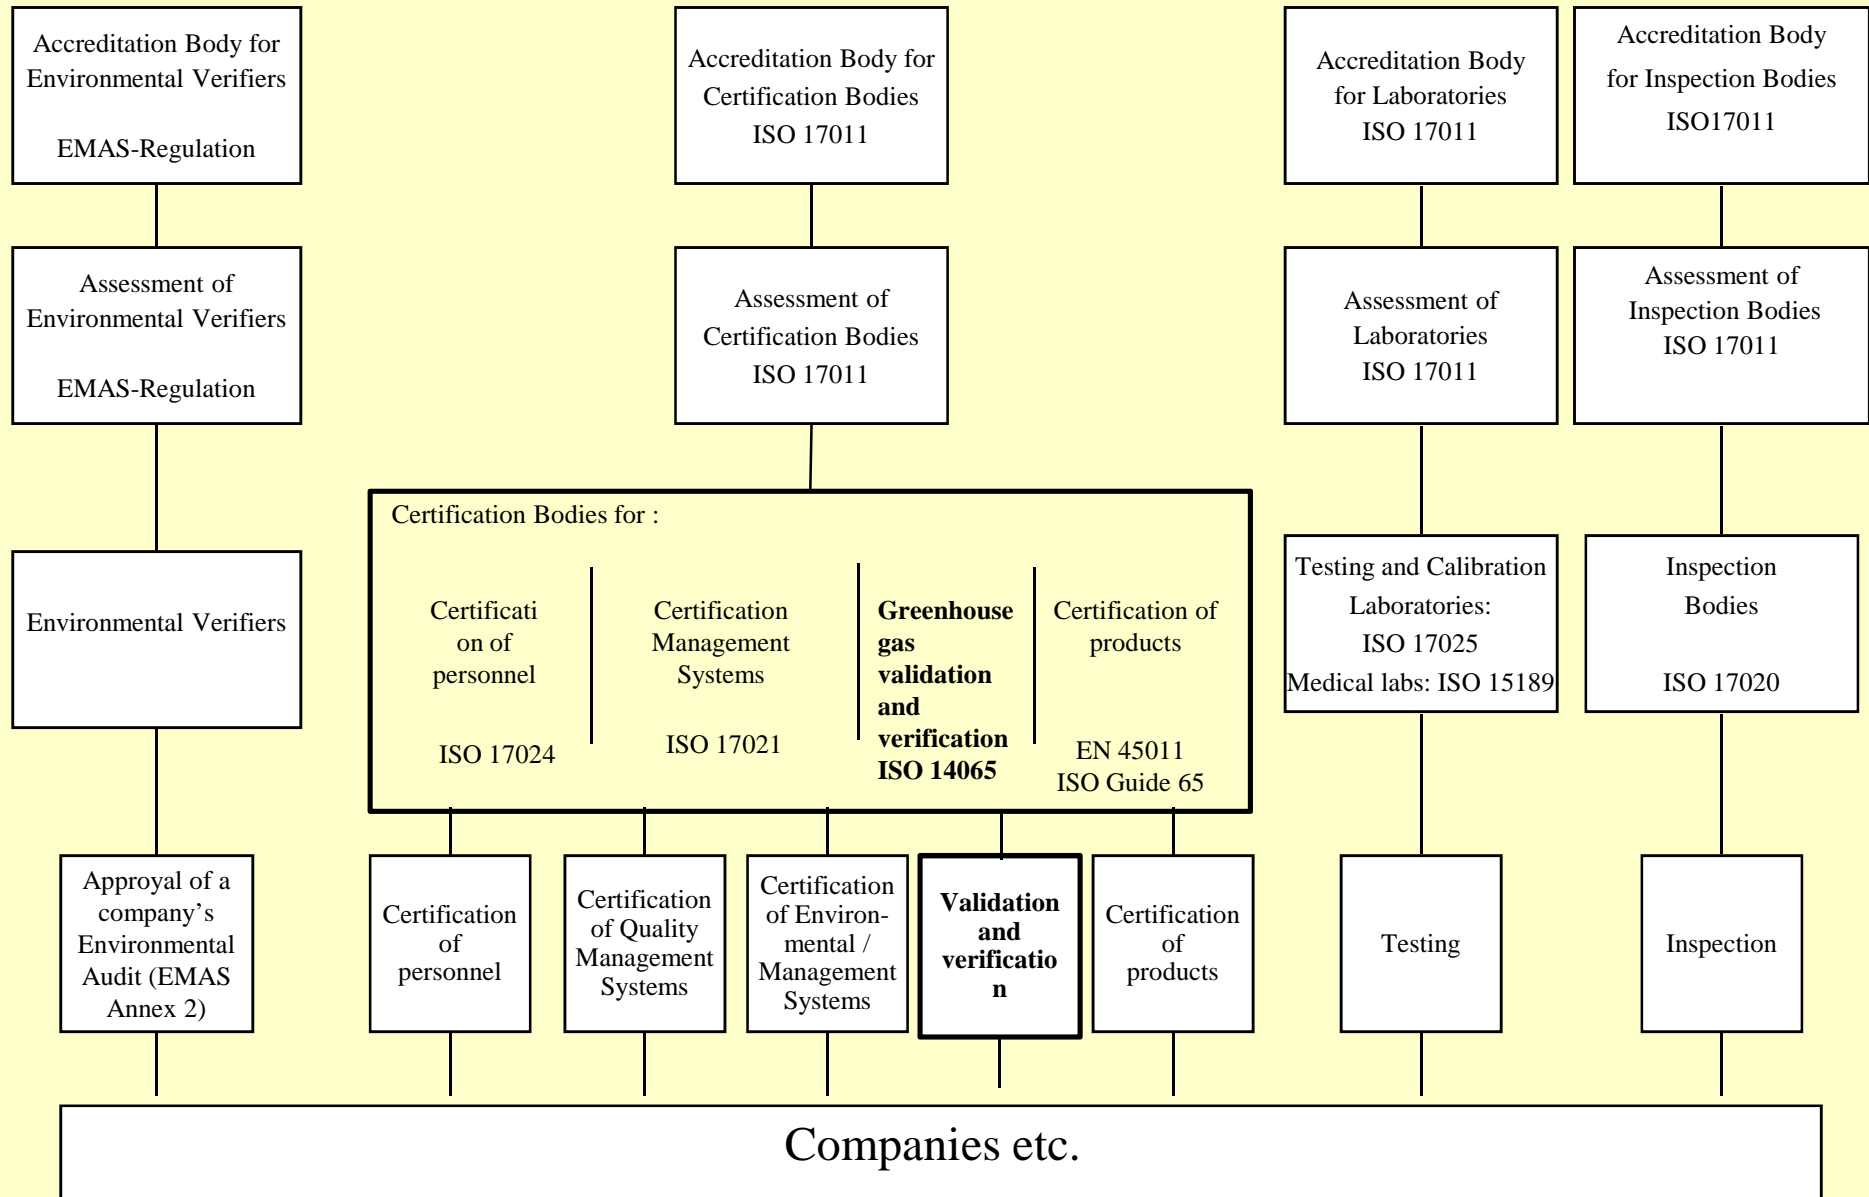 Accreditation Body for
Environmental Verifiers
EMAS-Regulation
Accreditation Body for
Certification Bodies
ISO 17011
Accreditation Body
for Laboratories
ISO 17011
Accreditation Body
for Inspection Bodies
ISO17011
Assessment of
Environmental Verifiers
EMAS-Regulation
Assessment of
Certification Bodies
ISO 17011
Assessment of
Laboratories
ISO 17011
Assessment of
Inspection Bodies
ISO 17011
Environmental Verifiers
Certification Bodies for :
Certificati
on of
personnel
ISO 17024
Certification
Management
Systems
ISO 17021
Greenhouse
gas
validation
and
verification
ISO 14065
Certification of
products
EN 45011
ISO Guide 65
Testing and Calibration
Laboratories:
ISO 17025
Medical labs: ISO 15189
Inspection
Bodies
ISO 17020
Approyal of a
company’s
Environmental
Audit (EMAS
Annex 2)
Certification
of
personnel
Certification
of Quality
Management
Systems
Certification
of Environ-
mental /
Management
Systems
Validation
and
verificatio
n
Certification
of
products
Testing
Inspection
Companies etc.